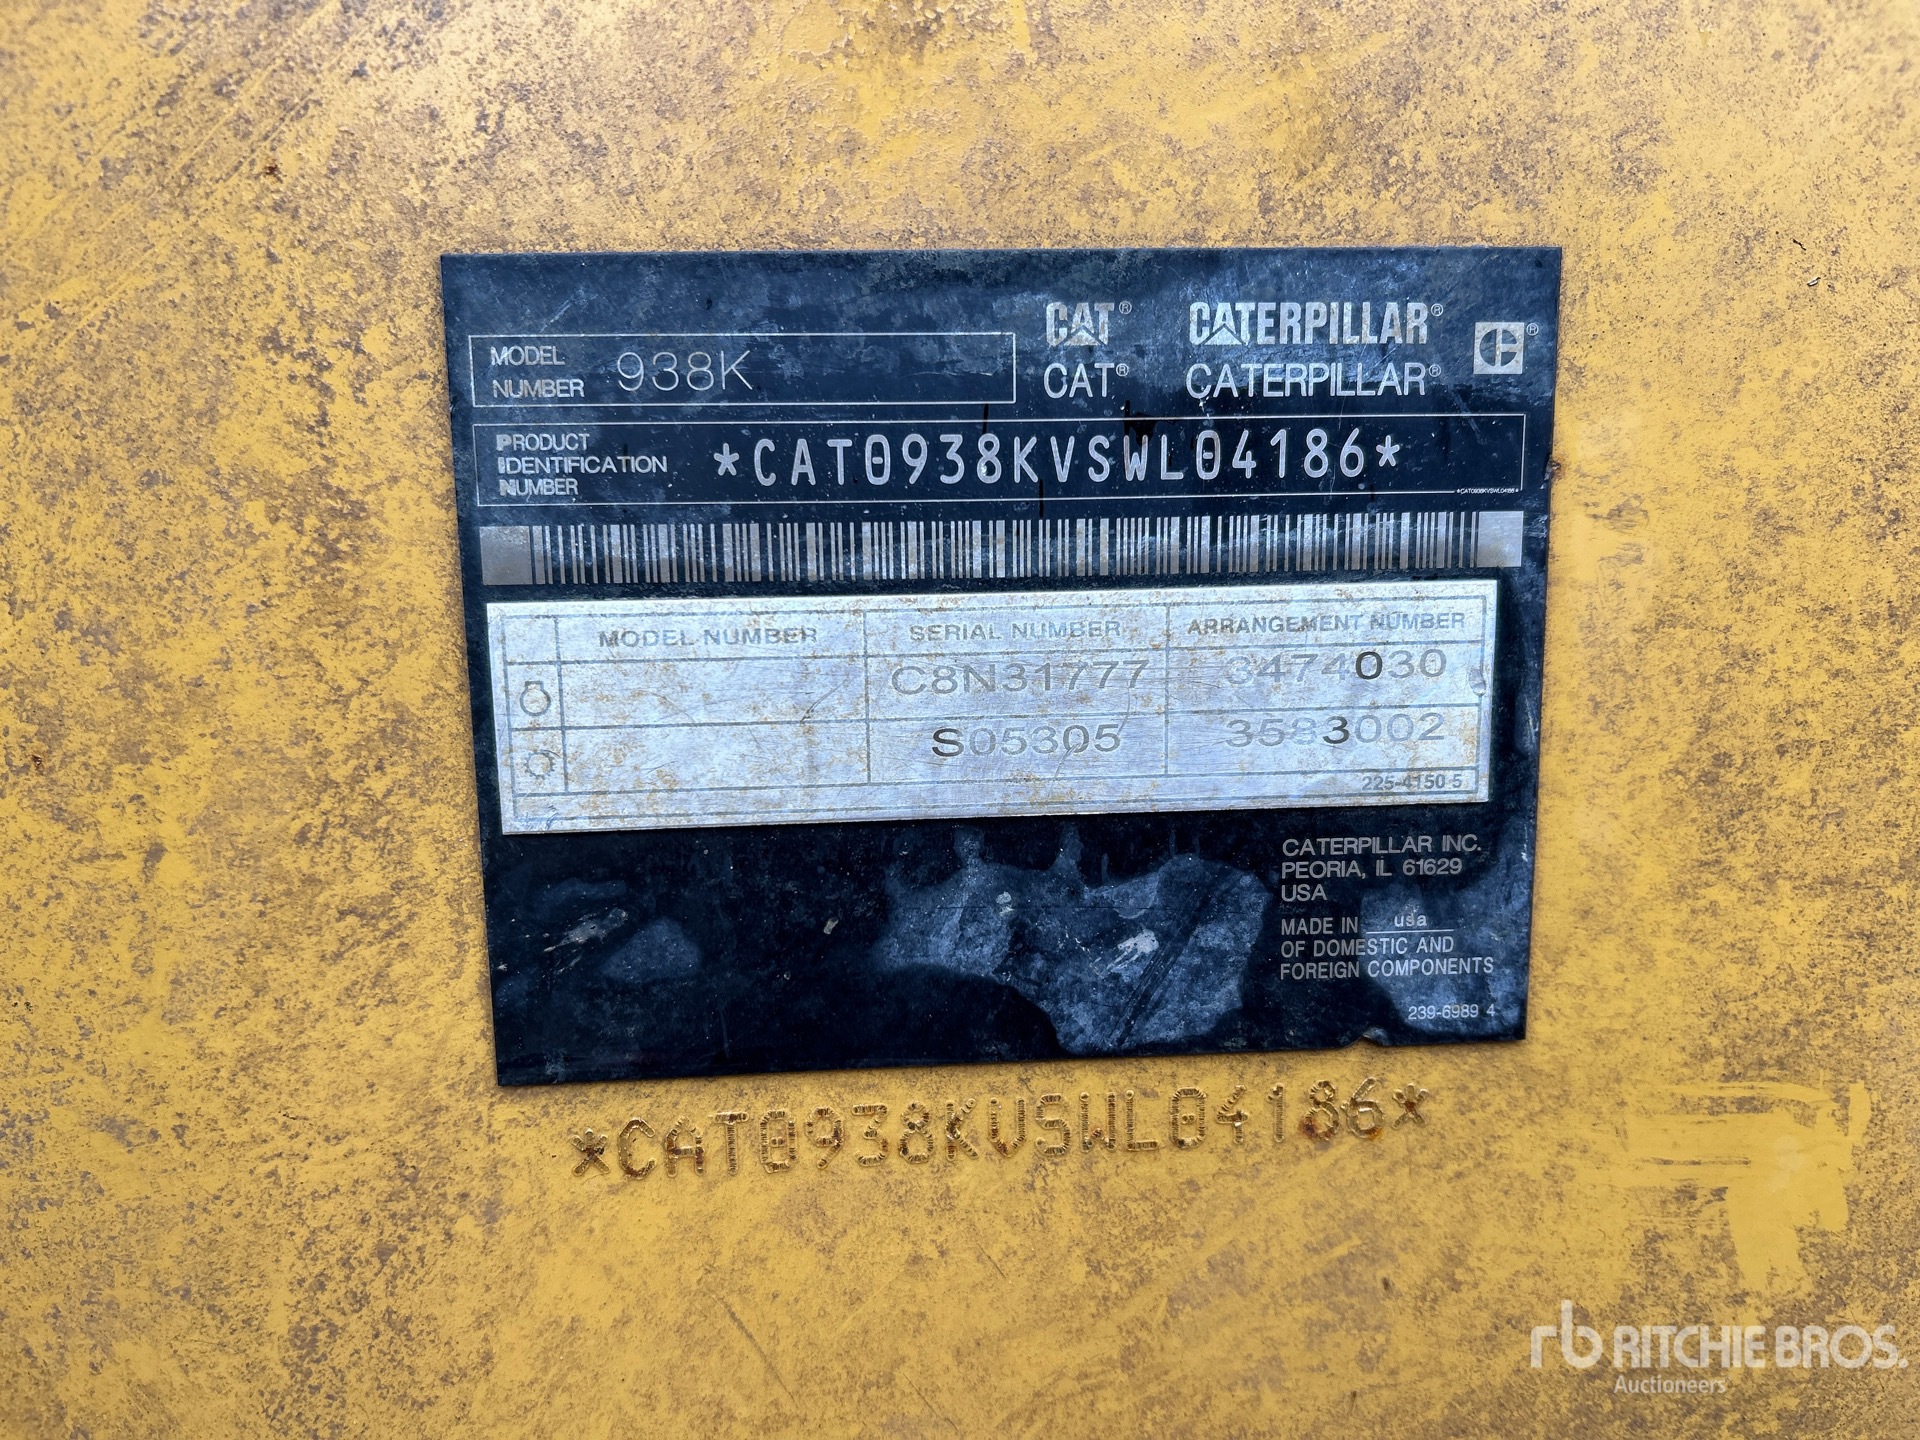 MODEL NUMBER 938K
CAT® CATERPILLAR®
CAT® CATERPILLAR®
PRODUCT IDENTIFICATION NUMBER *CAT0938KVSWL04186*
*CAT0938KVSWL04186*
MODEL NUMBER SERIAL NUMBER ARRANGEMENT NUMBER
C8N31777 3474030
S05305 3583002
225-4150 5
CATERPILLAR INC.
PEORIA, IL 61629
USA
MADE IN usa
OF DOMESTIC AND
FOREIGN COMPONENTS
239-6989 4
*CAT0938KVSWL04186*
rb RITCHIE BROS.
Auctioneers